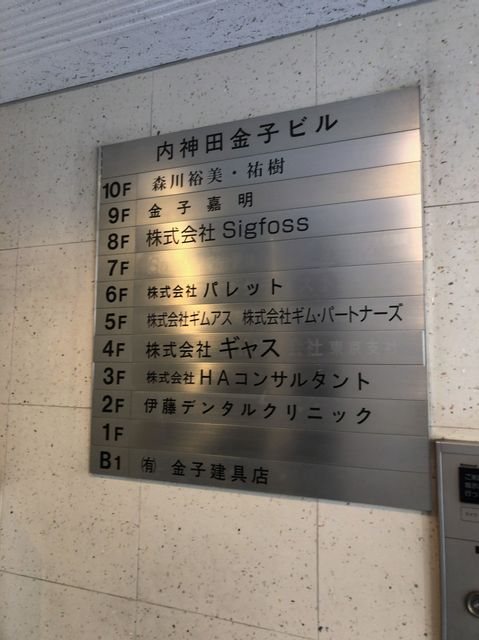 内神田金子ビル
10F 森川裕美・祐樹
9F 金子嘉明
8F 株式会社 Sigfoss
7F
6F 株式会社 パレット
5F 株式会社ギムアス 株式会社ギム・パートナーズ
4F 株式会社 ギャス
3F 株式会社 HAコンサルタント
2F 伊藤デンタルクリニック
1F
B1 ㈲ 金子建具店